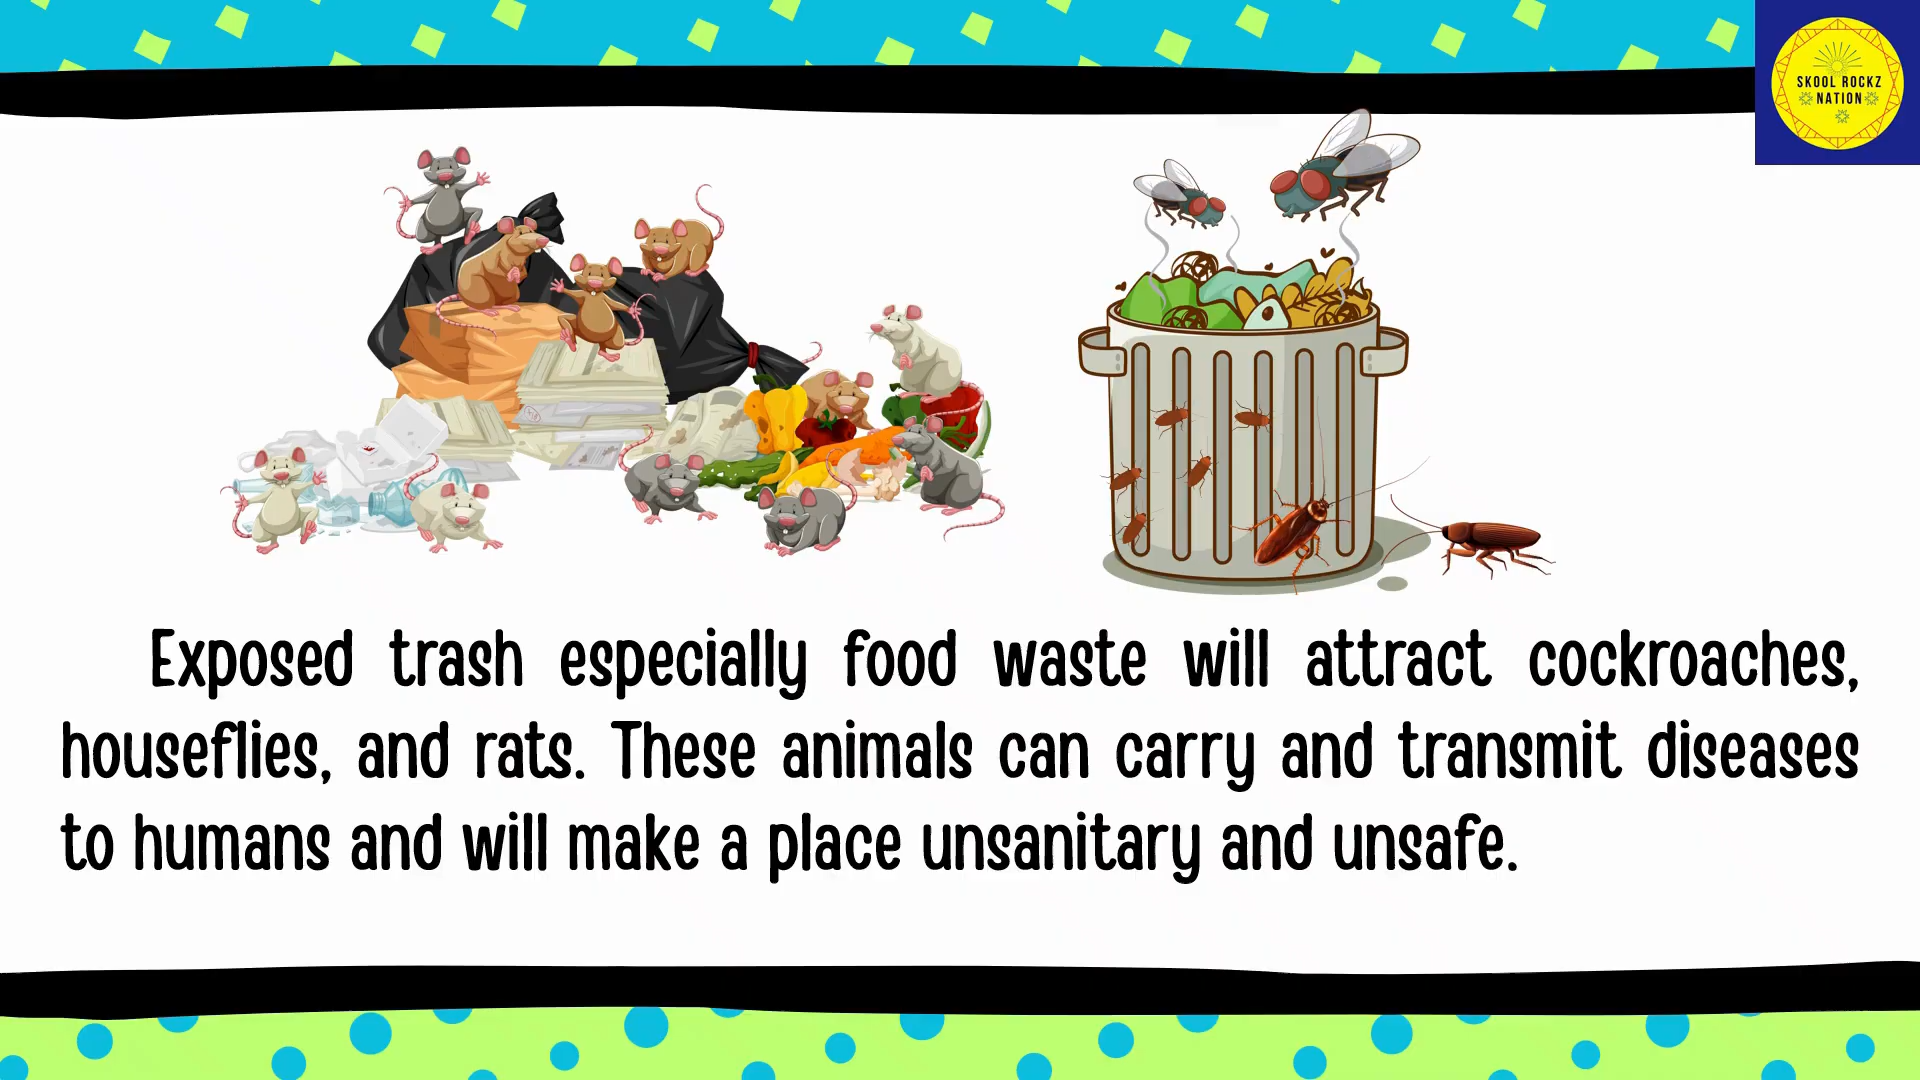 SKOOL ROCKZ
NATION
Exposed trash especially food waste will attract cockroaches,
houseflies, and rats. These animals can carry and transmit diseases
to humans and will make a place unsanitary and unsafe.